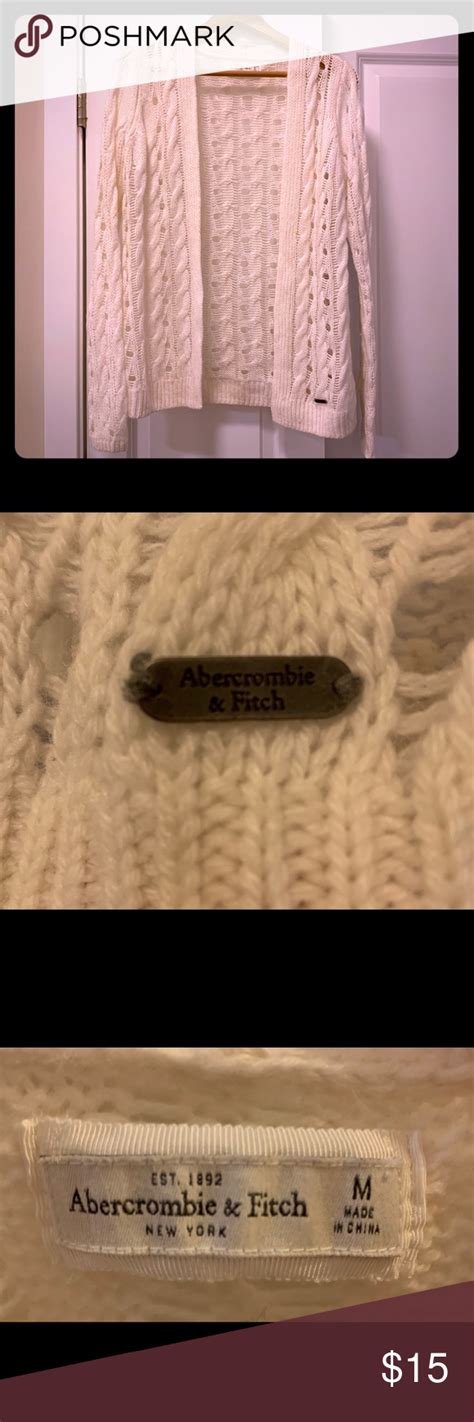 POSHMARK
Abercrombie
& Fitch
EST. 1892
Abercrombie & Fitch
NEW YORK
M
MADE
IN CHINA
$15